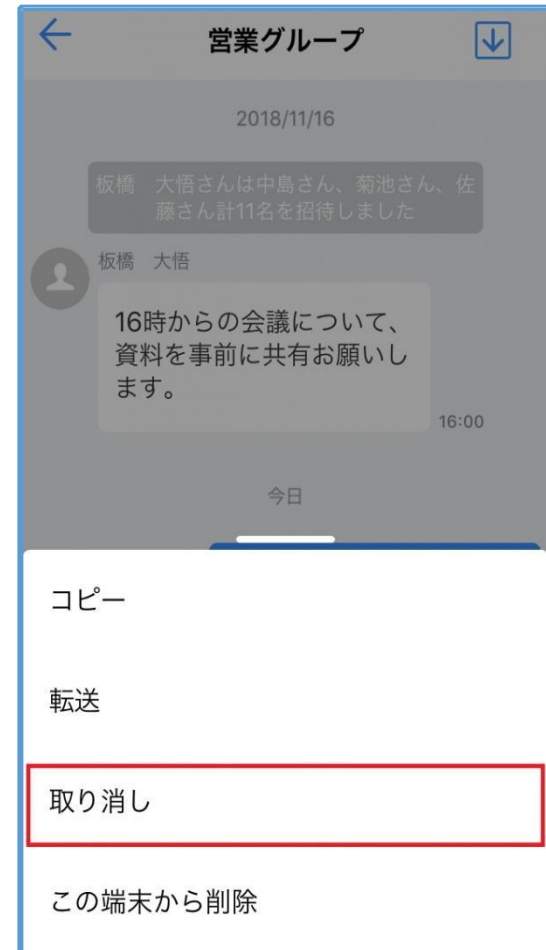 営業グループ
2018/11/16
板橋　大悟さんは中島さん、菊池さん、佐
藤さん計11名を招待しました
板橋　大悟
16時からの会議について、
資料を事前に共有お願いし
ます。
16:00
今日
コピー
転送
取り消し
この端末から削除